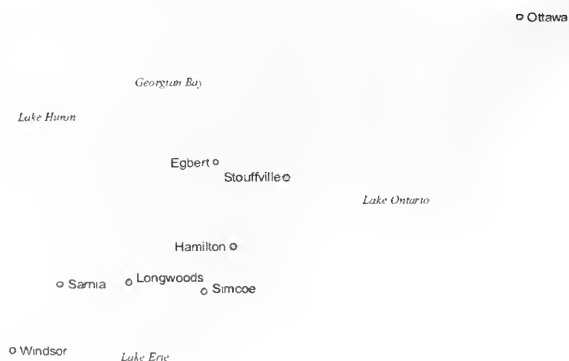 Ottawa
Georgian Bay
Lake Huron
Egbert
Stouffville
Lake Ontario
Hamilton
Longwoods
Sarnia
Simcoe
Windsor
Lake Erie